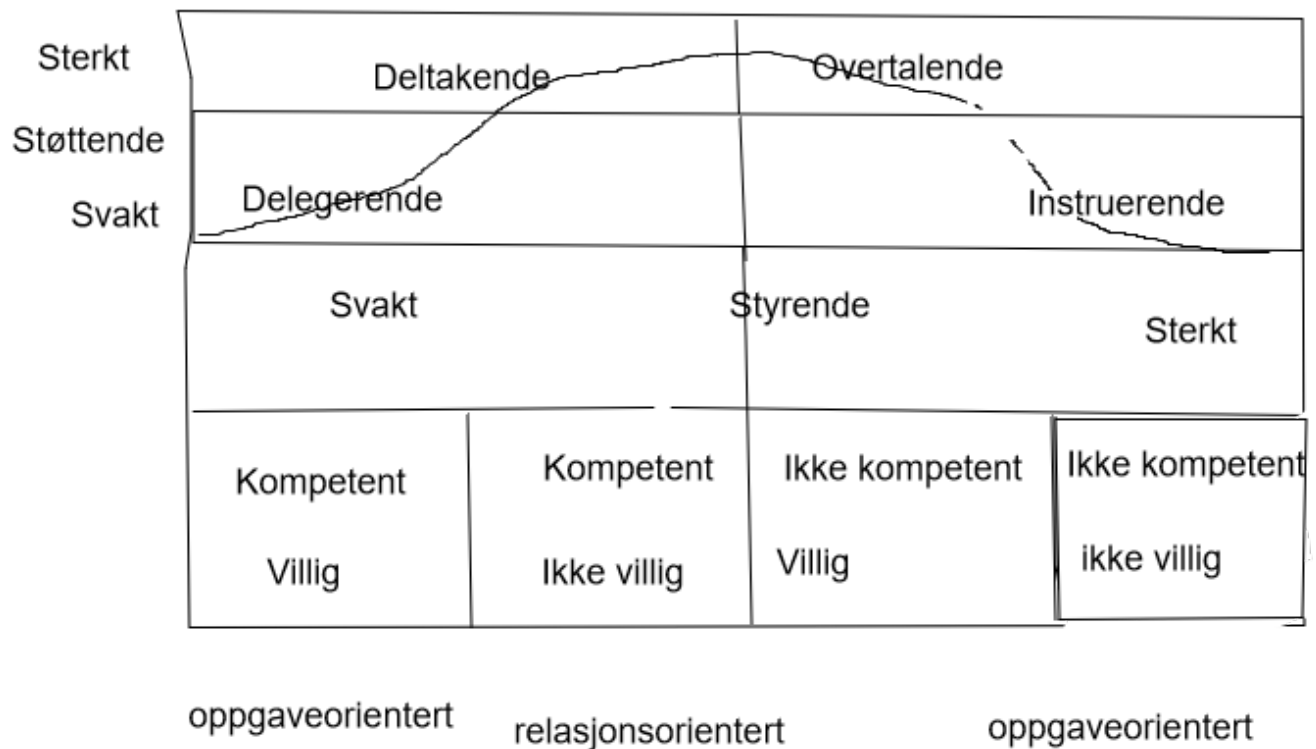 Sterkt
Deltakende
Overtalende
Støttende
Svakt
Delegerende
Instruerende
Svakt
Styrende
Sterkt
Kompetent
Kompetent
Ikke kompetent
Ikke kompetent
Villig
Ikke villig
Villig
ikke villig
oppgaveorientert
relasjonsorientert
oppgaveorientert